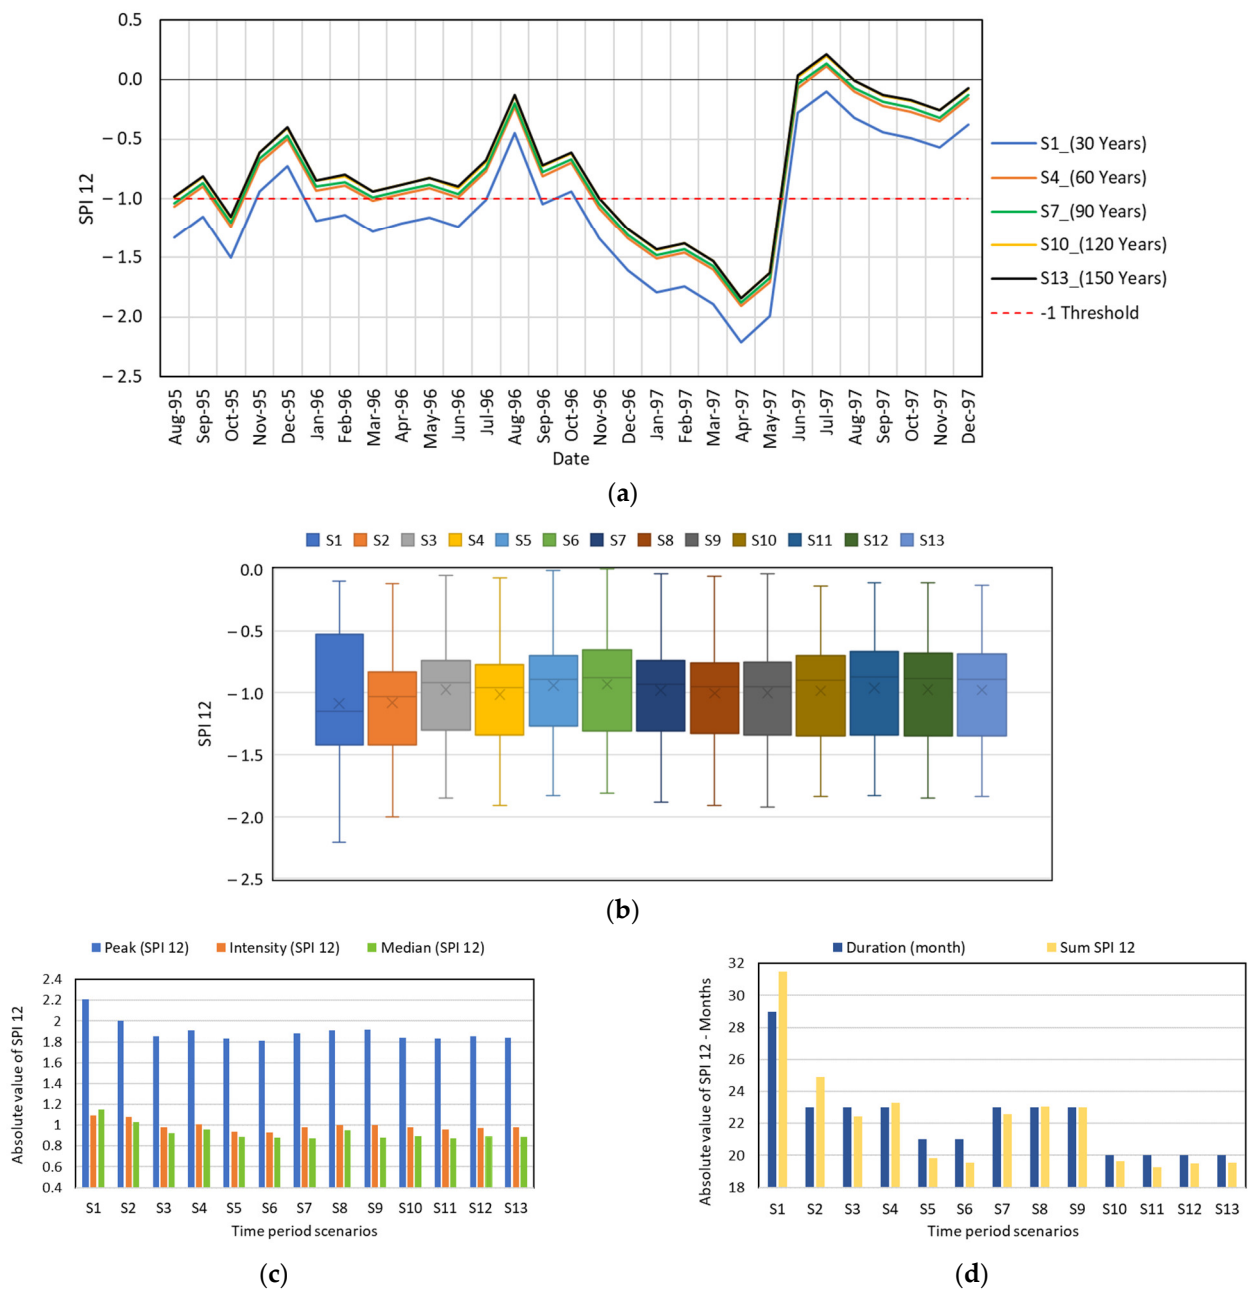 0.5
0.0
–0.5
–1.0
–1.5
–2.0
–2.5
SPI 12
Aug-95 Sep-95 Oct-95 Nov-95 Dec-95 Jan-96 Feb-96 Mar-96 Apr-96 May-96 Jun-96 Jul-96 Aug-96 Sep-96 Oct-96 Nov-96 Dec-96 Jan-97 Feb-97 Mar-97 Apr-97 May-97 Jun-97 Jul-97 Aug-97 Sep-97 Oct-97 Nov-97 Dec-97
Date
S1_(30 Years)
S4_(60 Years)
S7_(90 Years)
S10_(120 Years)
S13_(150 Years)
-1 Threshold
(a)
S1 S2 S3 S4 S5 S6 S7 S8 S9 S10 S11 S12 S13
0.0
–0.5
–1.0
–1.5
–2.0
–2.5
SPI 12
(b)
Peak (SPI 12) Intensity (SPI 12) Median (SPI 12)
2.4
2.2
2
1.8
1.6
1.4
1.2
1
0.8
0.6
0.4
Absolute value of SPI 12
S1 S2 S3 S4 S5 S6 S7 S8 S9 S10 S11 S12 S13
Time period scenarios
(c)
Duration (month) Sum SPI 12
32
30
28
26
24
22
20
18
Absolute value of SPI 12 - Months
S1 S2 S3 S4 S5 S6 S7 S8 S9 S10 S11 S12 S13
Time period scenarios
(d)